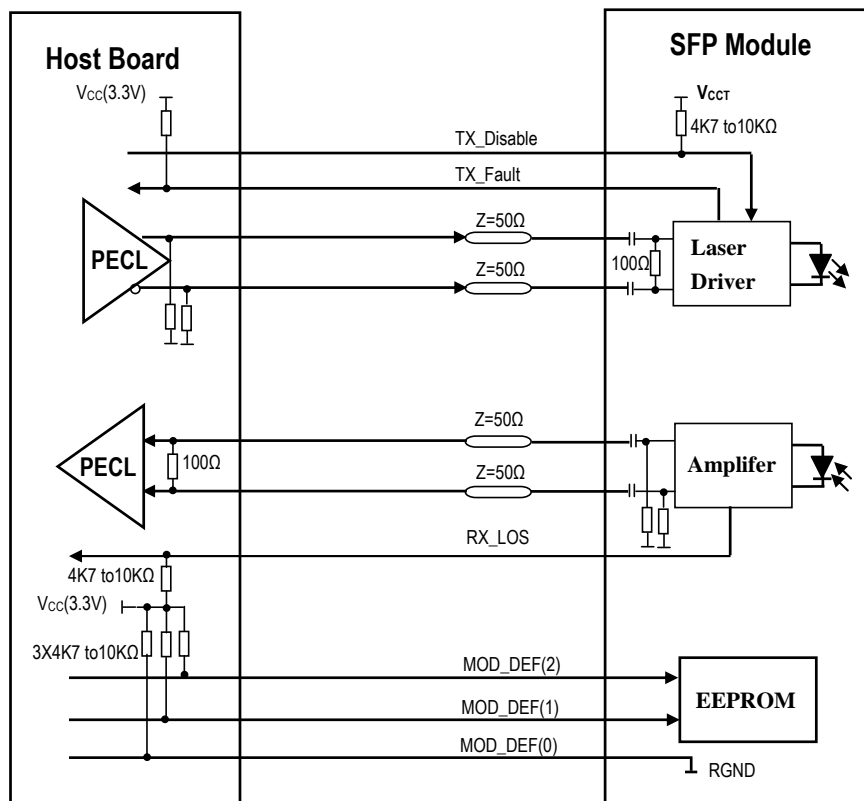 Host Board
SFP Module
VCC(3.3V)
VCCT
4K7 to10KΩ
TX_Disable
TX_Fault
PECL
Z=50Ω
Z=50Ω
100Ω
Laser
Driver
PECL
100Ω
Z=50Ω
Z=50Ω
Amplifer
RX_LOS
4K7 to10KΩ
VCC(3.3V)
3X4K7 to10KΩ
MOD_DEF(2)
MOD_DEF(1)
MOD_DEF(0)
EEPROM
RGND